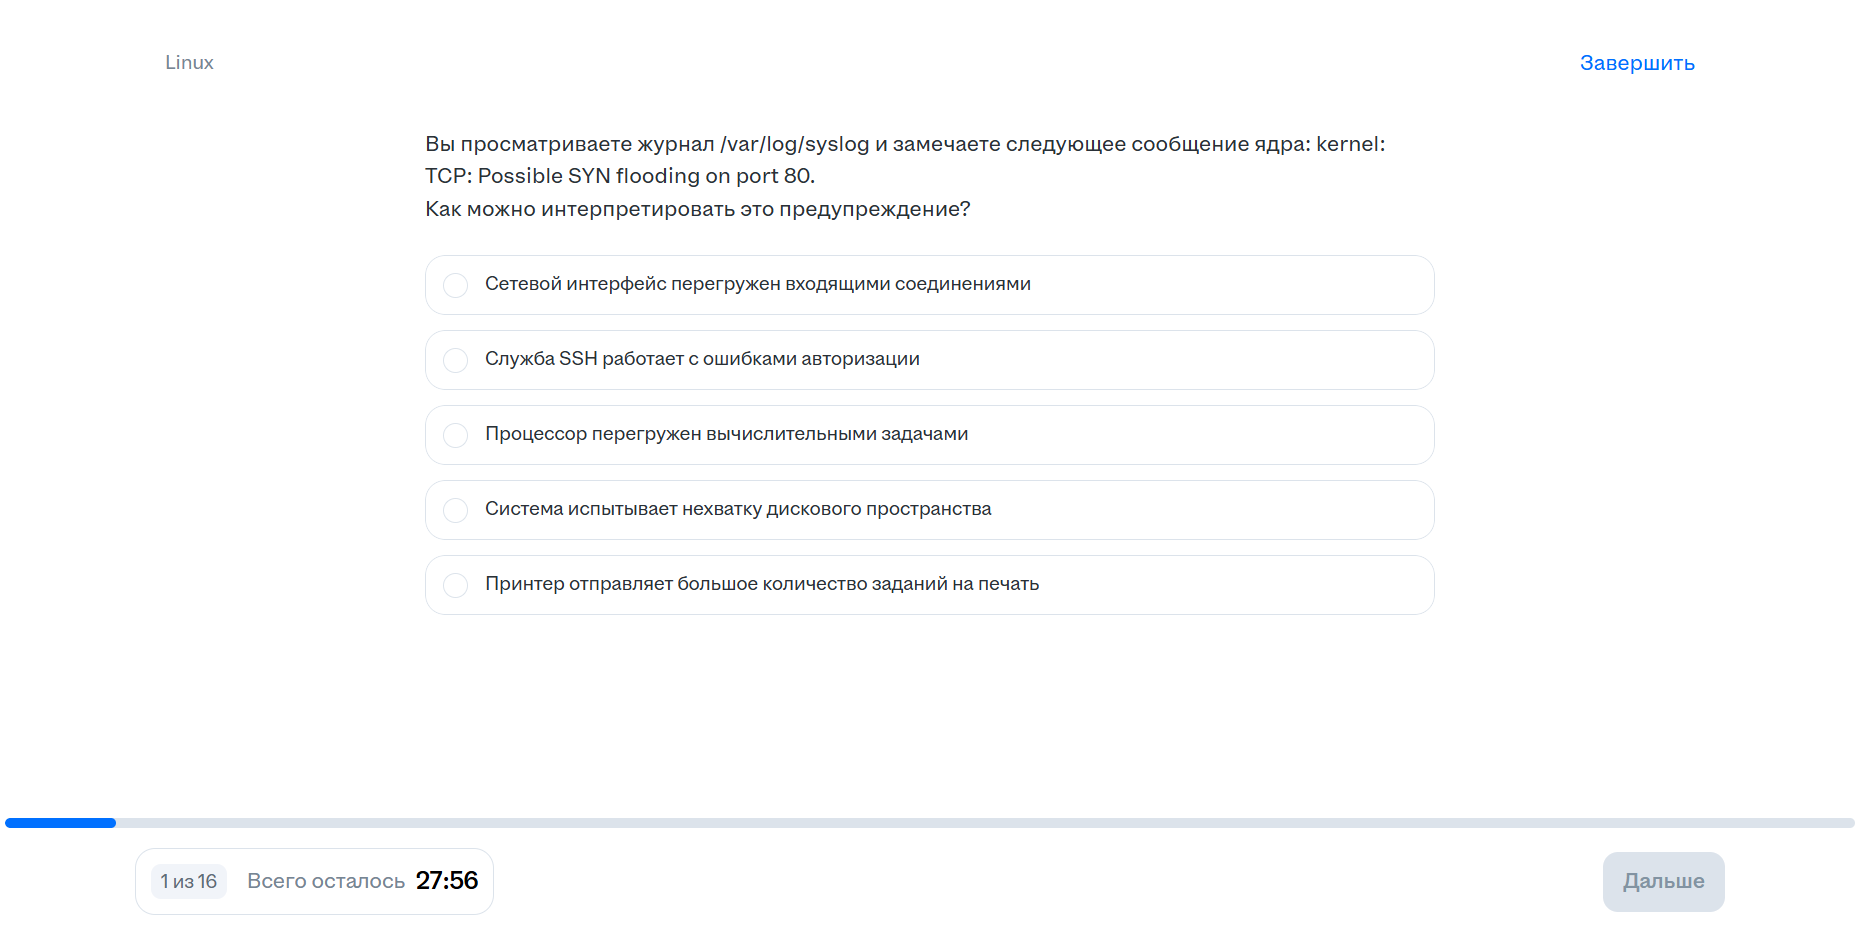 Linux
Завершить
Вы просматриваете журнал /var/log/syslog и замечаете следующее сообщение ядра: kernel:
TCP: Possible SYN flooding on port 80.
Как можно интерпретировать это предупреждение?
Сетевой интерфейс перегружен входящими соединениями
Служба SSH работает с ошибками авторизации
Процессор перегружен вычислительными задачами
Система испытывает нехватку дискового пространства
Принтер отправляет большое количество заданий на печать
1 из 16
Всего осталось 27:56
Дальше